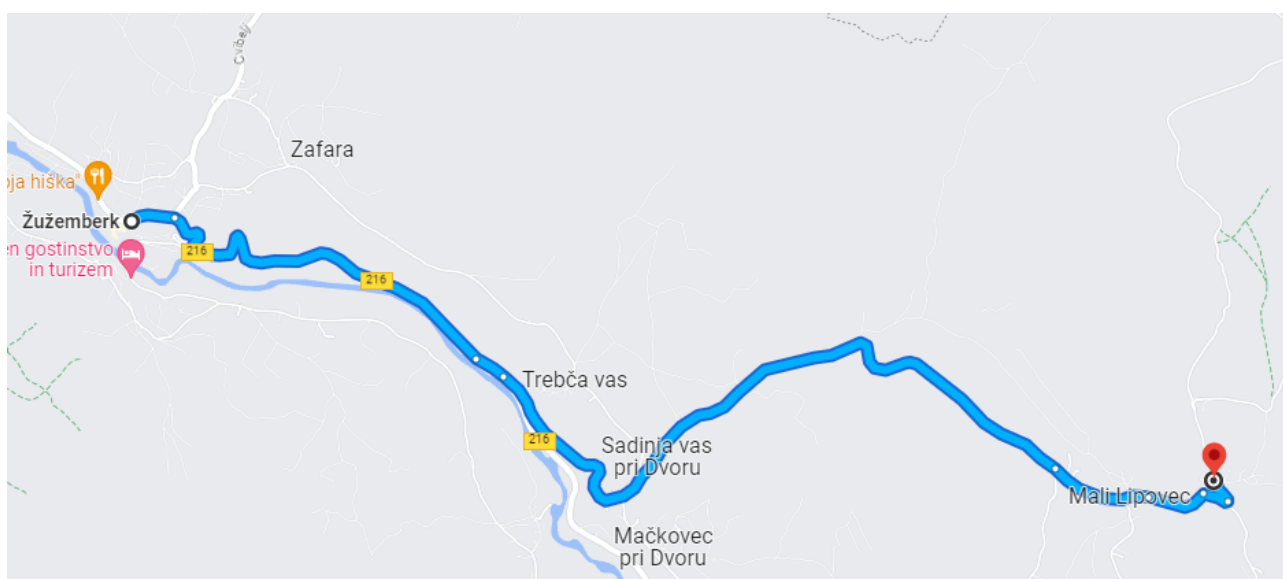 Cvibelj
Zafara
oja hiška"
Žužemberk
en gostinstvo
in turizem
216
216
Trebča vas
216
Sadinja vas
pri Dvoru
Mali Lipovec
Mačkovec
pri Dvoru